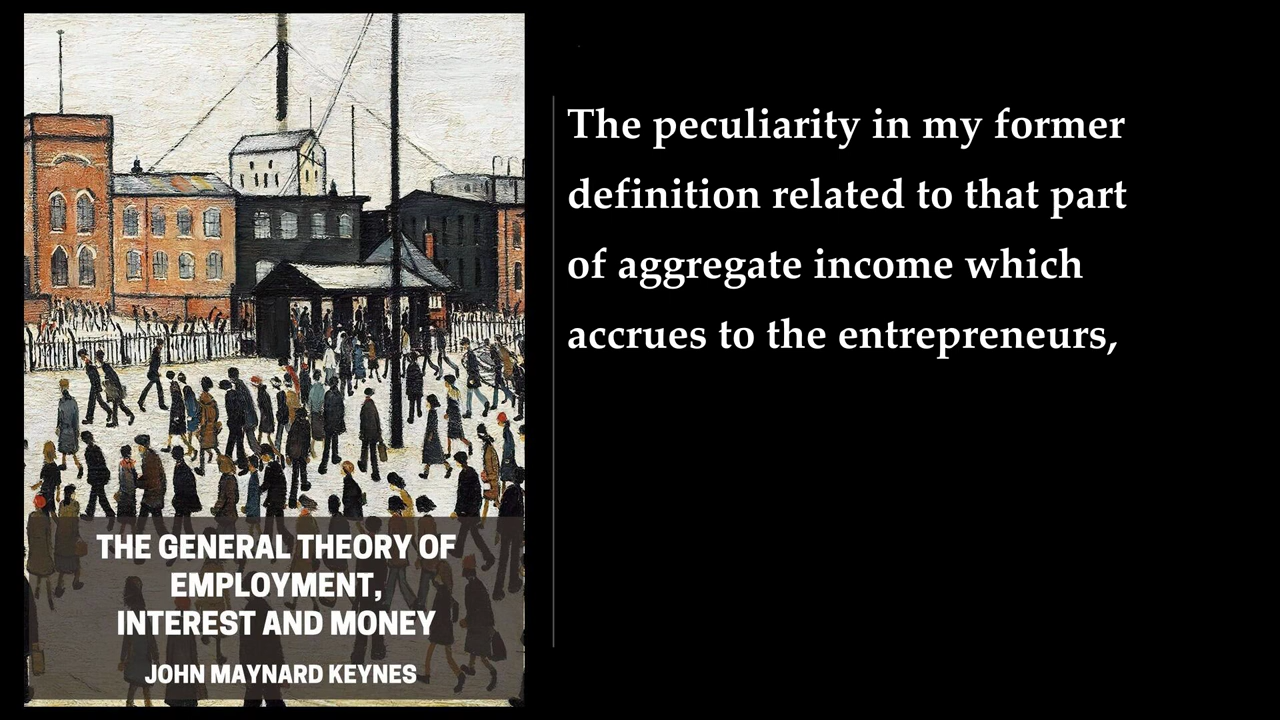 The peculiarity in my former
definition related to that part
of aggregate income which
accrues to the entrepreneurs,
THE GENERAL THEORY OF
EMPLOYMENT,
INTEREST AND MONEY
JOHN MAYNARD KEYNES